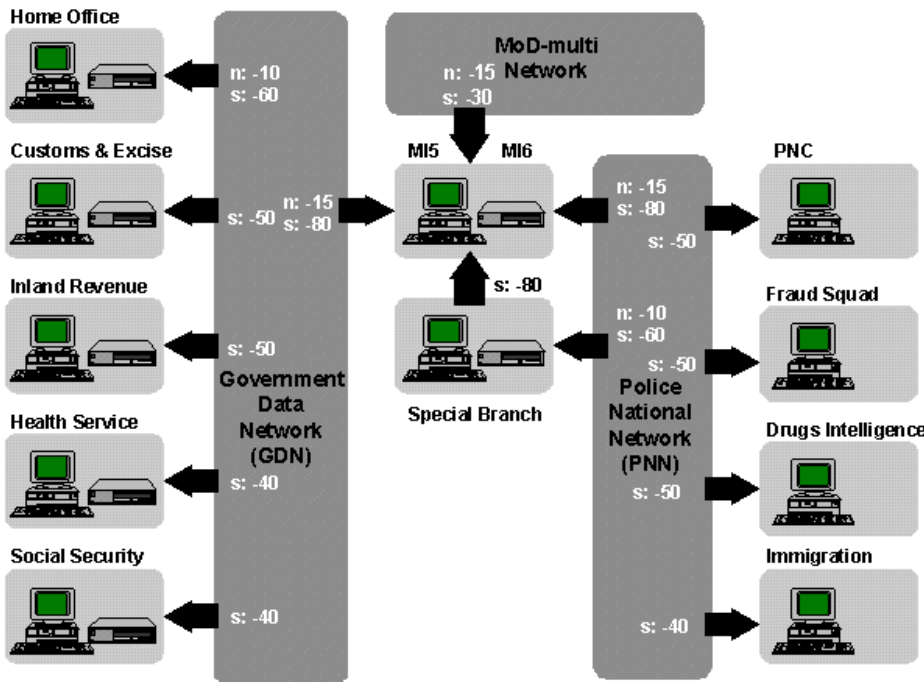 Home Office
n: -10
s: -60
Customs & Excise
s: -50
n: -15
s: -80
Inland Revenue
s: -50
Government
Data
Network
(GDN)
Health Service
s: -40
Social Security
s: -40
MoD-multi
Network
n: -15
s: -30
MI5
MI6
s: -80
Special Branch
n: -15
s: -80
s: -50
n: -10
s: -60
s: -50
Police
National
Network
(PNN)
s: -50
s: -40
PNC
Fraud Squad
Drugs Intelligence
Immigration